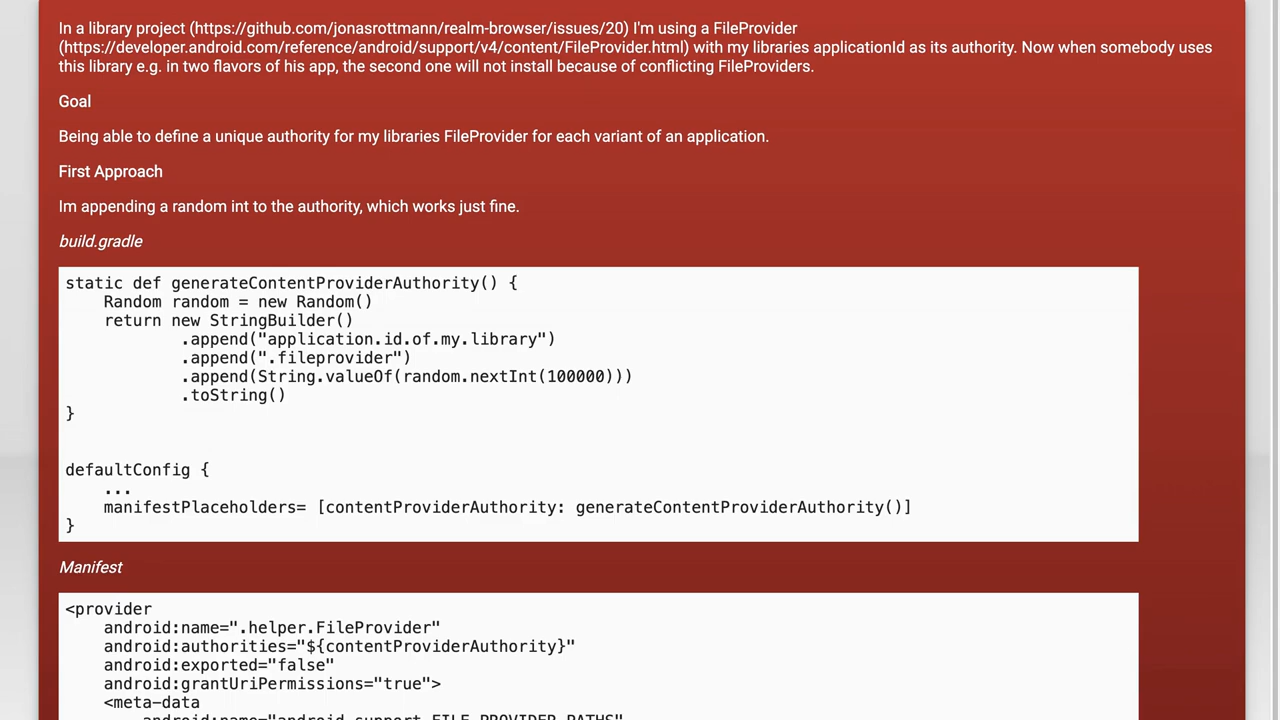 In a library project (https://github.com/jonasrottmann/realm-browser/issues/20) I'm using a FileProvider
(https://developer.android.com/reference/android/support/v4/content/FileProvider.html) with my libraries applicationId as its authority. Now when somebody uses
this library e.g. in two flavors of his app, the second one will not install because of conflicting FileProviders.
Goal
Being able to define a unique authority for my libraries FileProvider for each variant of an application.
First Approach
Im appending a random int to the authority, which works just fine.
build.gradle
static def generateContentProviderAuthority() {
    Random random = new Random()
    return new StringBuilder()
            .append("application.id.of.my.library")
            .append(".fileprovider")
            .append(String.valueOf(random.nextInt(100000)))
            .toString()
}
defaultConfig {
    ...
    manifestPlaceholders= [contentProviderAuthority: generateContentProviderAuthority()]
}
Manifest
<provider
    android:name=".helper.FileProvider"
    android:authorities="${contentProviderAuthority}"
    android:exported="false"
    android:grantUriPermissions="true">
    <meta-data
        android:name="android.support.FILE_PROVIDER_PATHS"